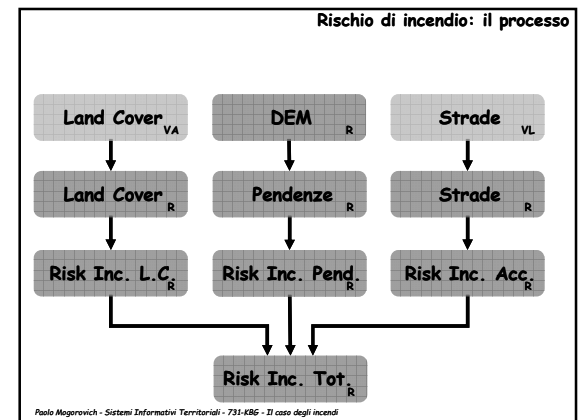 Rischio di incendio: il processo
Land Cover VA
DEM R
Strade VL
Land Cover R
Pendenze R
Strade R
Risk Inc. L.C. R
Risk Inc. Pend. R
Risk Inc. Acc. R
Risk Inc. Tot. R
Paolo Mogorovich - Sistemi Informativi Territoriali - 731-KBG - Il caso degli incendi